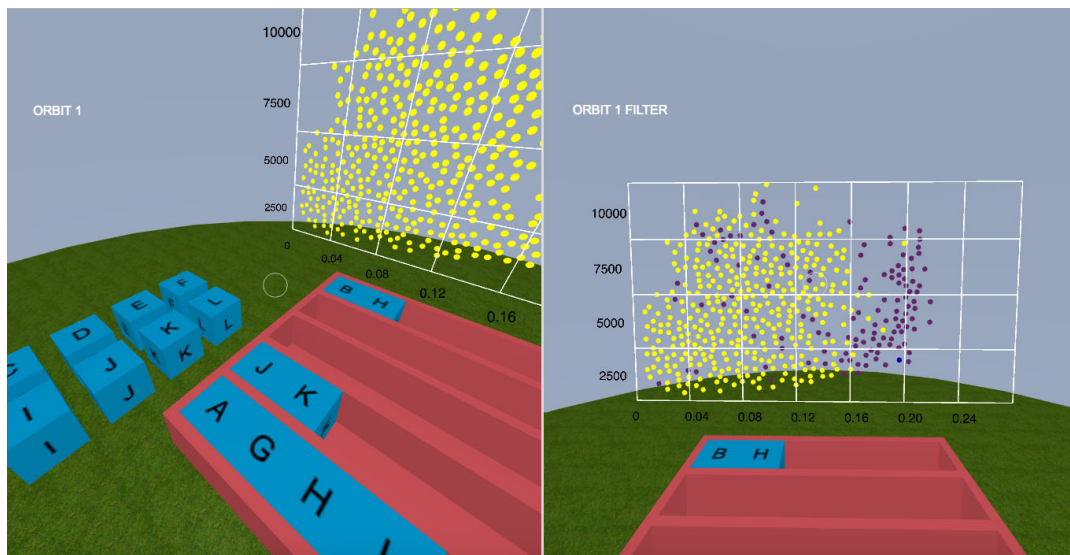 10000
7500
5000
2500
0
0.04
0.08
0.12
0.16
ORBIT 1
E F
D K L
L
C J K
I J
I
B H
J K
A G H
ORBIT 1 FILTER
10000
7500
5000
2500
0 0.04 0.08 0.12 0.16 0.20 0.24
B H